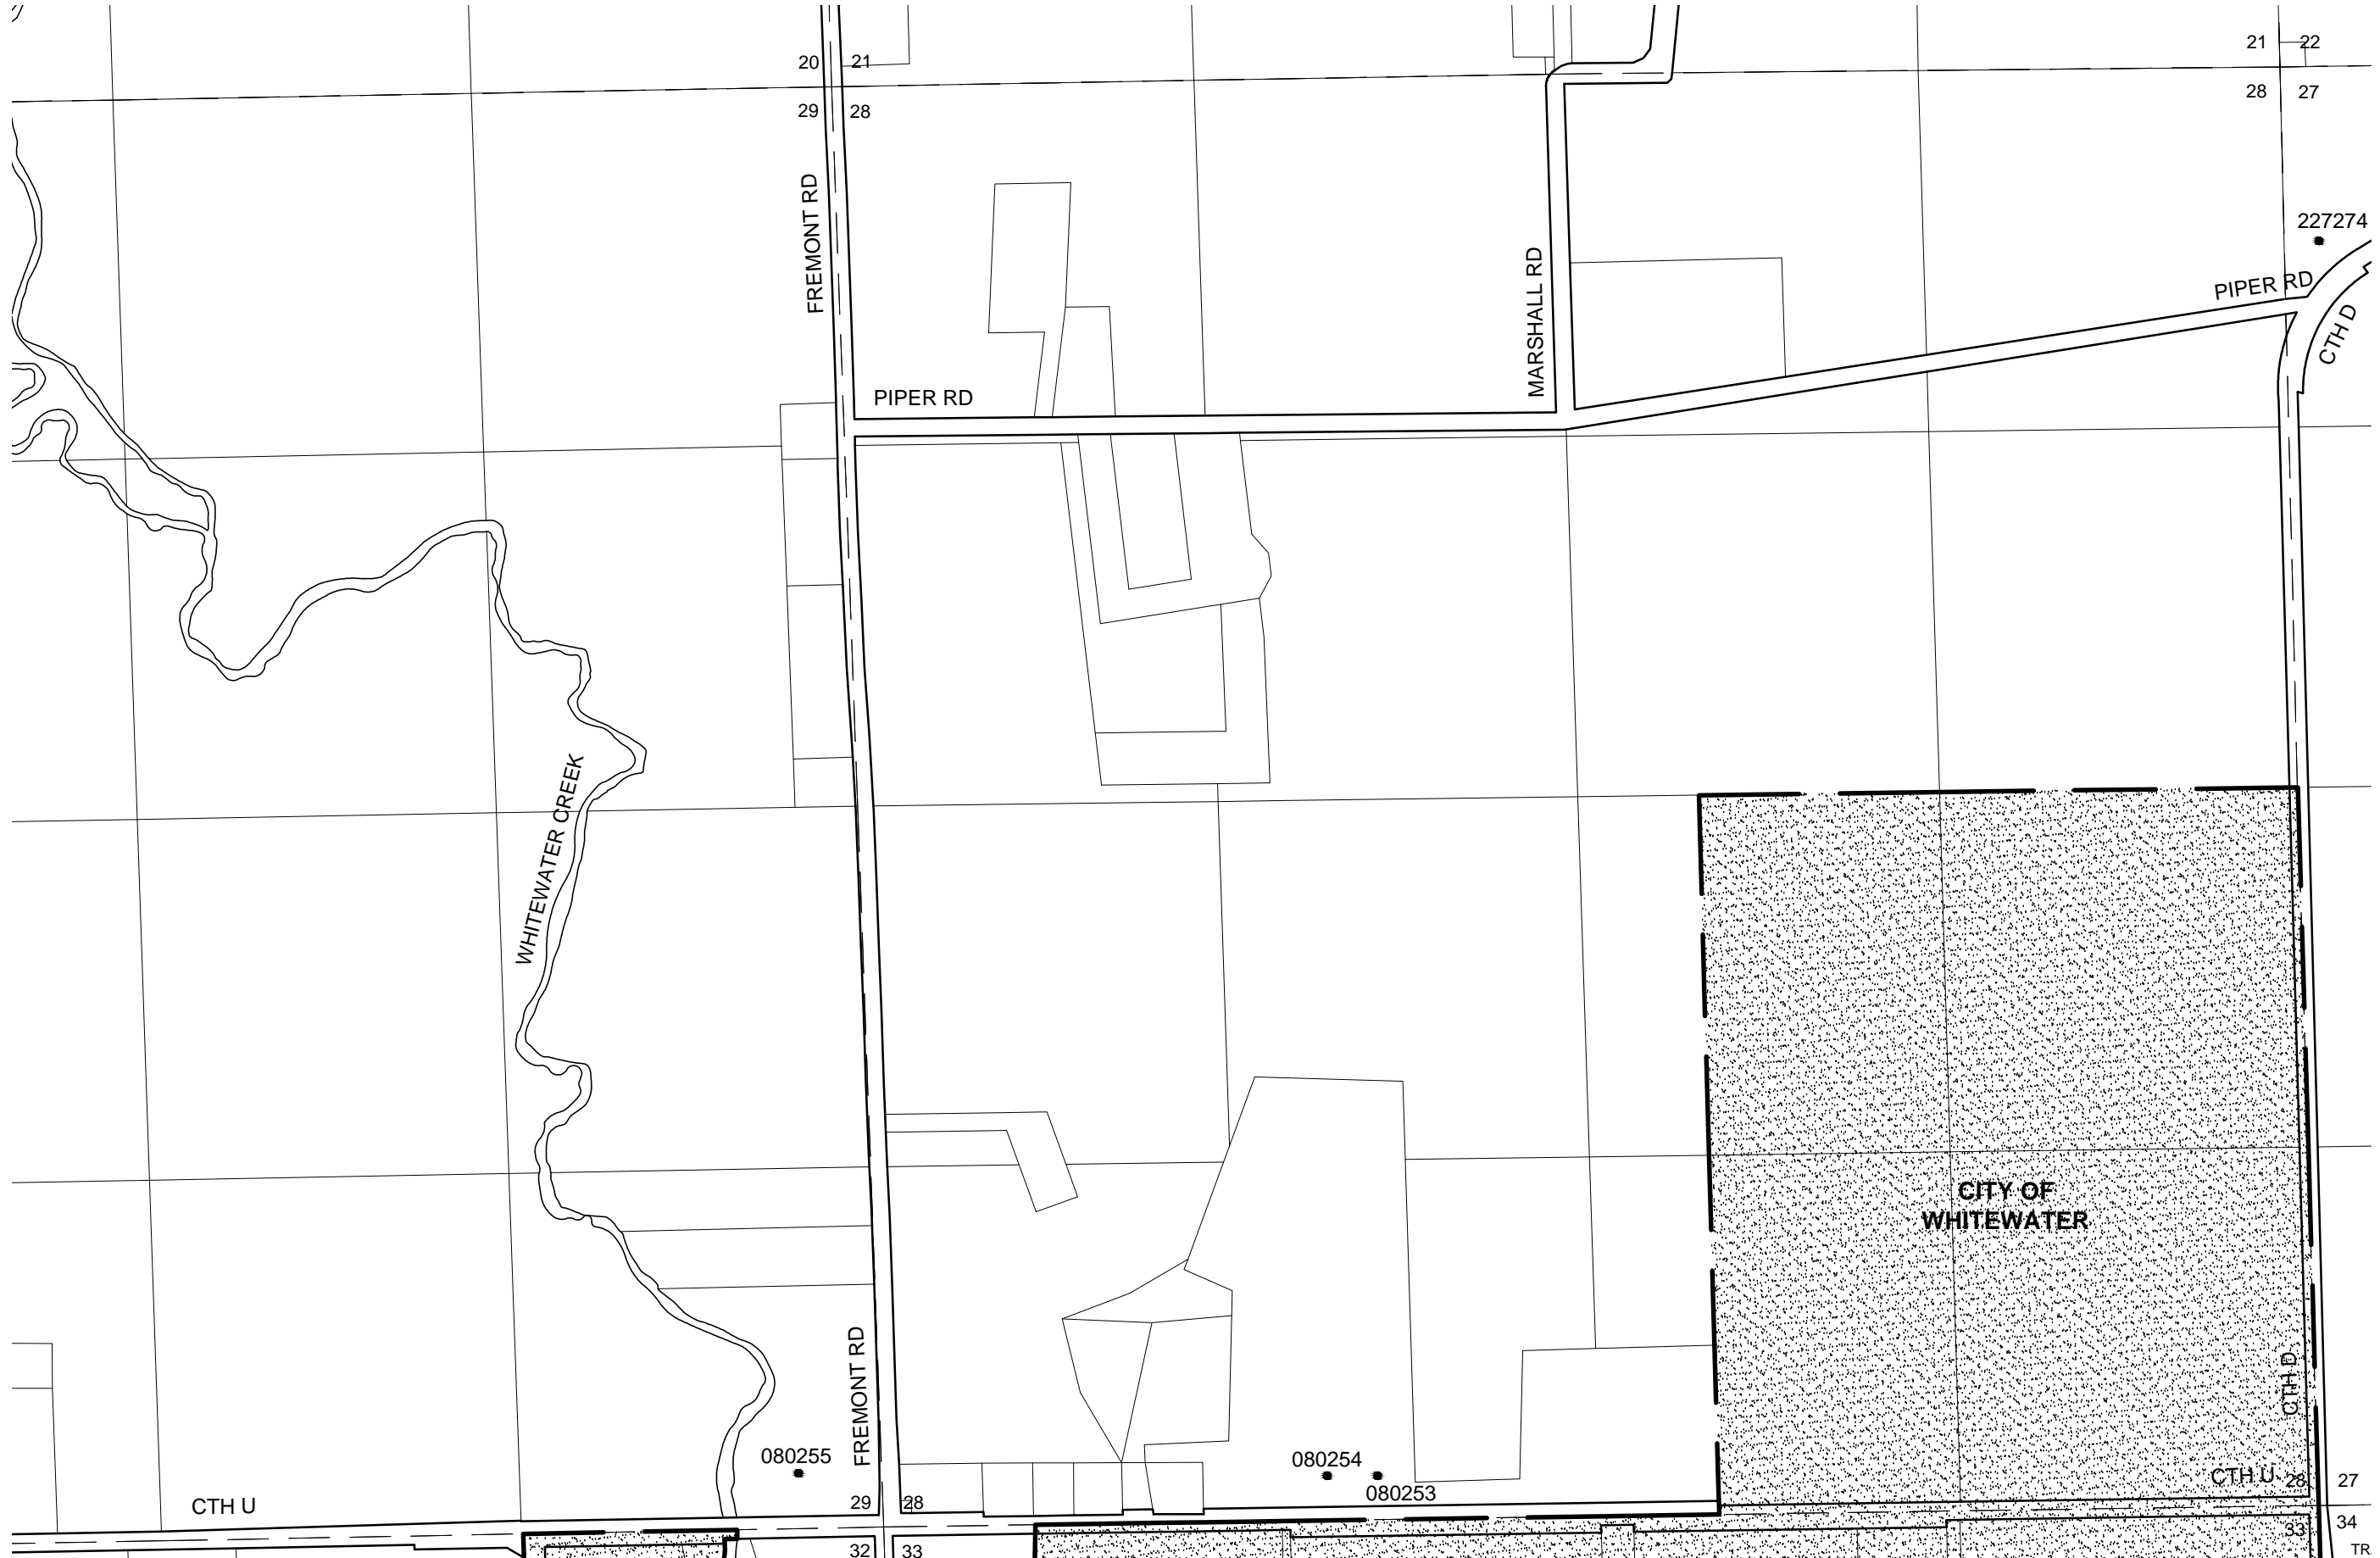 20 21
21 22
29 28
28 27
FREMONT RD
227274
MARSHALL RD
PIPER RD
CTH D
PIPER RD
WHITEWATER CREEK
CITY OF
WHITEWATER
FREMONT RD
CTH D
080255
080254
080253
CTH U
CTH U
29 28
28 27
32 33
33 34
TR